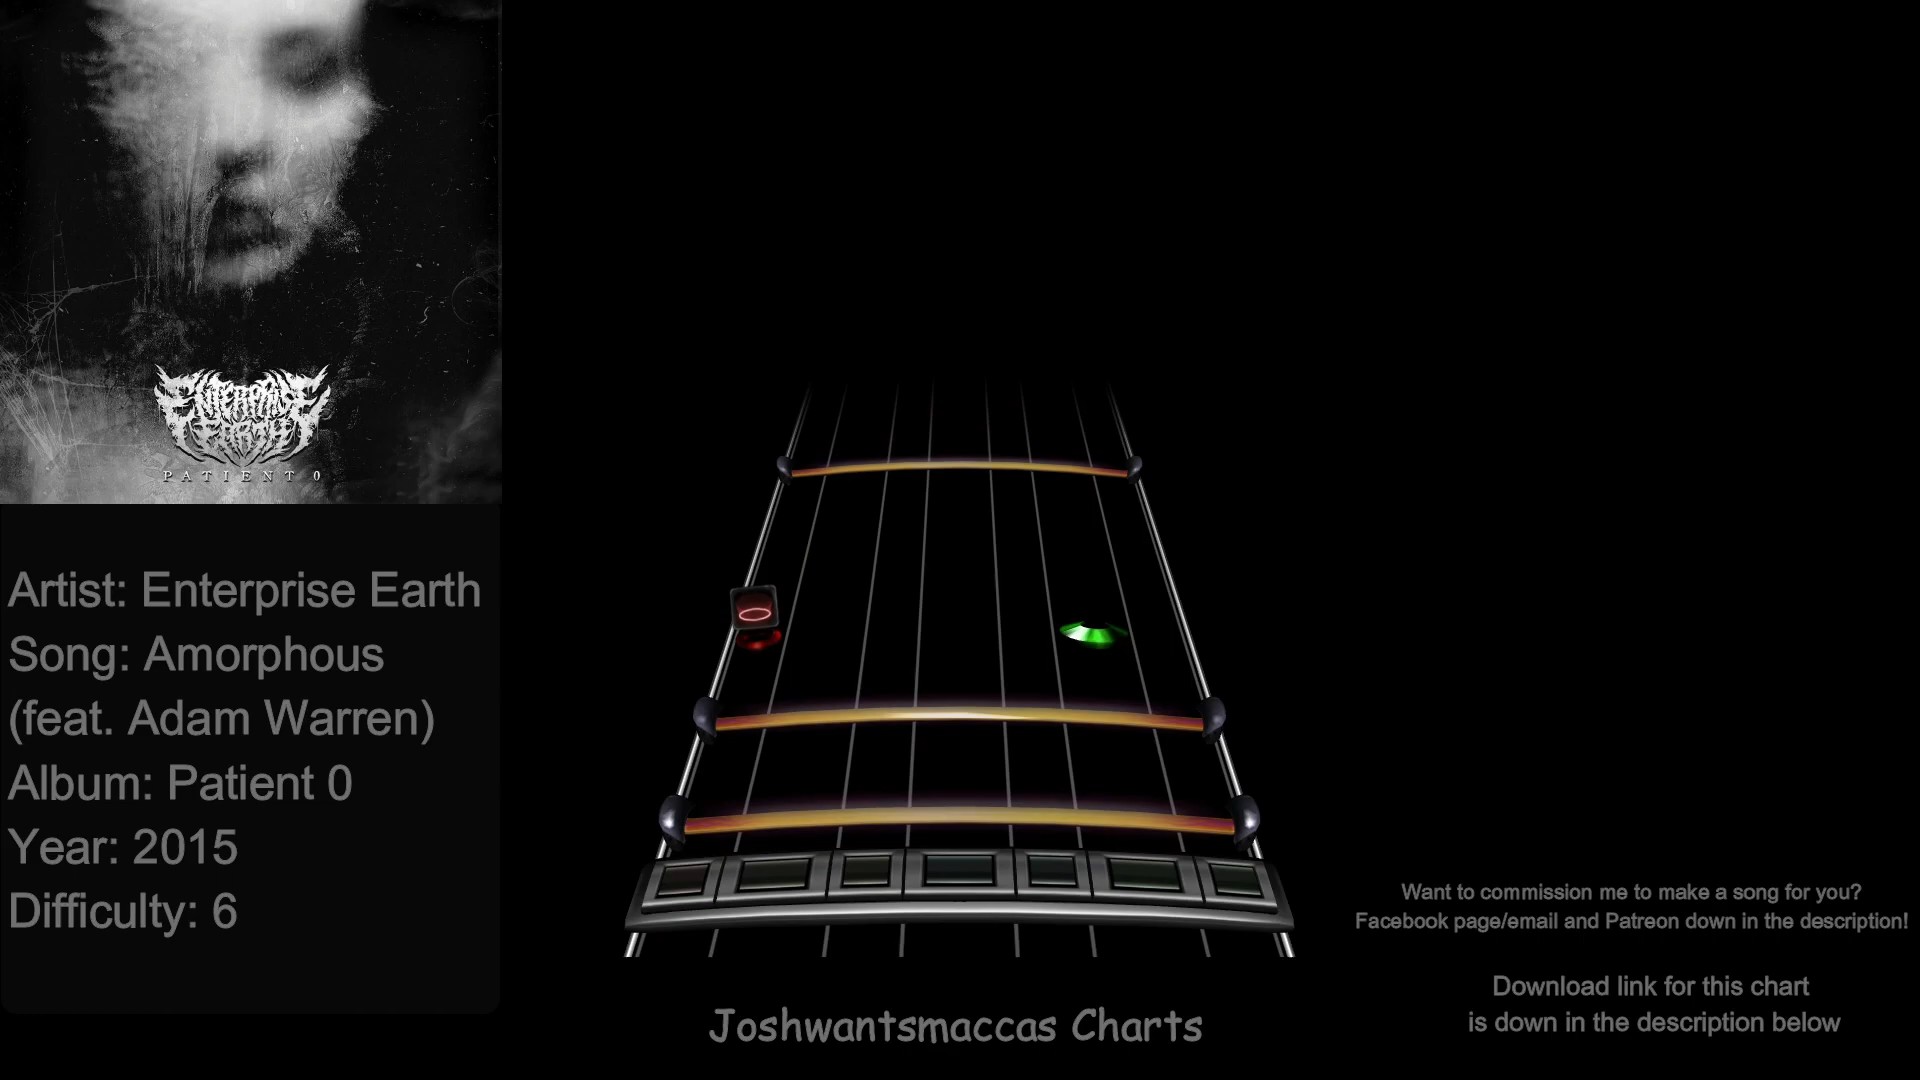 ENTERPRISE
EARTH
PATIENT 0
Artist: Enterprise Earth
Song: Amorphous
(feat. Adam Warren)
Album: Patient 0
Year: 2015
Difficulty: 6
Joshwantsmaccas Charts
Want to commission me to make a song for you?
Facebook page/email and Patreon down in the description!
Download link for this chart
is down in the description below